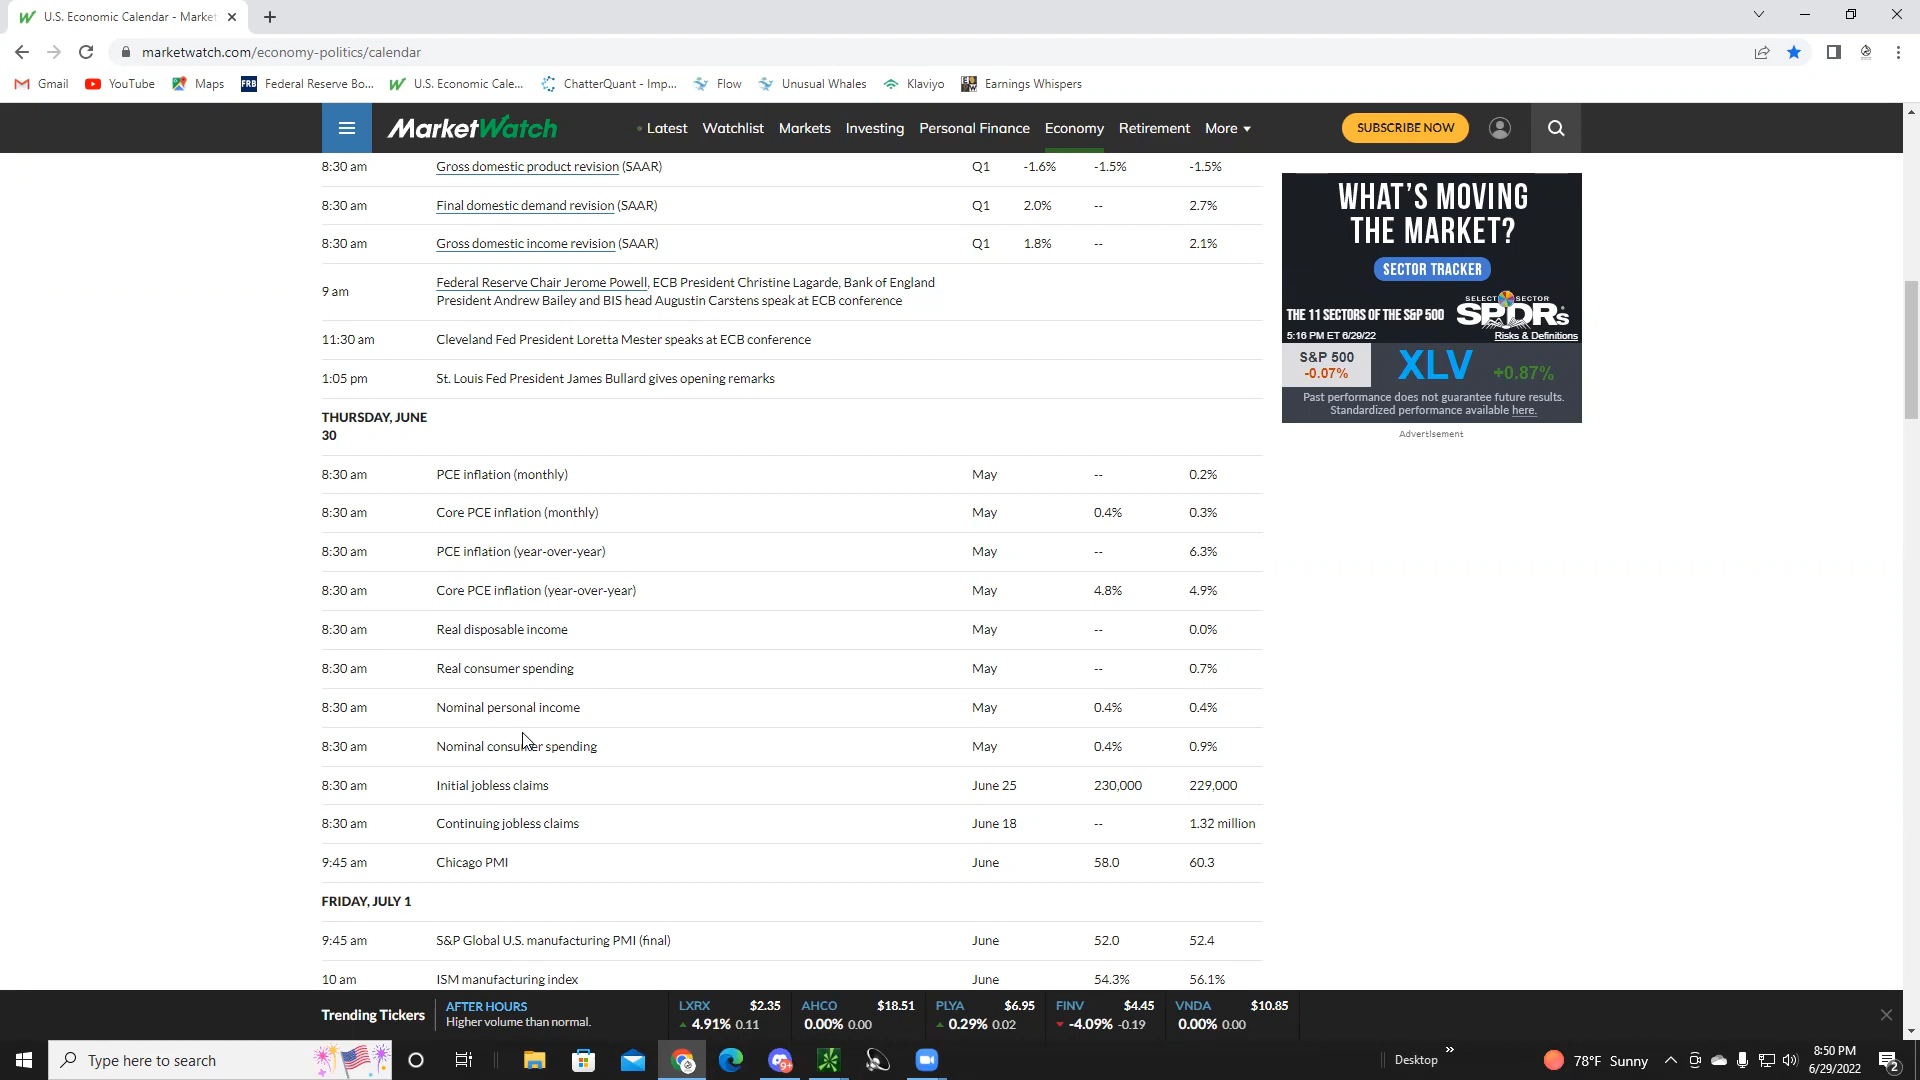 U.S. Economic Calendar - Market
marketwatch.com/economy-politics/calendar
Gmail YouTube Maps FRB Federal Reserve Bo... U.S. Economic Cale... ChatterQuant - Imp... Flow Unusual Whales Klaviyo Earnings Whispers
MarketWatch Latest Watchlist Markets Investing Personal Finance Economy Retirement More SUBSCRIBE NOW
8:30 am Gross domestic product revision (SAAR) Q1 -1.6% -1.5% -1.5%
8:30 am Final domestic demand revision (SAAR) Q1 2.0% -- 2.7%
8:30 am Gross domestic income revision (SAAR) Q1 1.8% -- 2.1%
9 am Federal Reserve Chair Jerome Powell, ECB President Christine Lagarde, Bank of England
President Andrew Bailey and BIS head Augustin Carstens speak at ECB conference
11:30 am Cleveland Fed President Loretta Mester speaks at ECB conference
1:05 pm St. Louis Fed President James Bullard gives opening remarks
THURSDAY, JUNE
30
8:30 am PCE inflation (monthly) May -- 0.2%
8:30 am Core PCE inflation (monthly) May 0.4% 0.3%
8:30 am PCE inflation (year-over-year) May -- 6.3%
8:30 am Core PCE inflation (year-over-year) May 4.8% 4.9%
8:30 am Real disposable income May -- 0.0%
8:30 am Real consumer spending May -- 0.7%
8:30 am Nominal personal income May 0.4% 0.4%
8:30 am Nominal consumer spending May 0.4% 0.9%
8:30 am Initial jobless claims June 25 230,000 229,000
8:30 am Continuing jobless claims June 18 -- 1.32 million
9:45 am Chicago PMI June 58.0 60.3
FRIDAY, JULY 1
9:45 am S&P Global U.S. manufacturing PMI (final) June 52.0 52.4
10 am ISM manufacturing index June 54.3% 56.1%
WHAT'S MOVING
THE MARKET?
SECTOR TRACKER
THE 11 SECTORS OF THE S&P 500
SELECT SECTOR
SPDRs
5:16 PM ET 6/29/22 Risks & Definitions
S&P 500
-0.07%
XLV +0.87%
Past performance does not guarantee future results.
Standardized performance available here.
Advertisement
Trending Tickers
AFTER HOURS
Higher volume than normal.
LXRX $2.35
4.91% 0.11
AHCO $18.51
0.00% 0.00
PLYA $6.95
0.29% 0.02
FINV $4.45
-4.09% -0.19
VNDA $10.85
0.00% 0.00
Type here to search
9+
Desktop
78°F Sunny
8:50 PM
6/29/2022
2